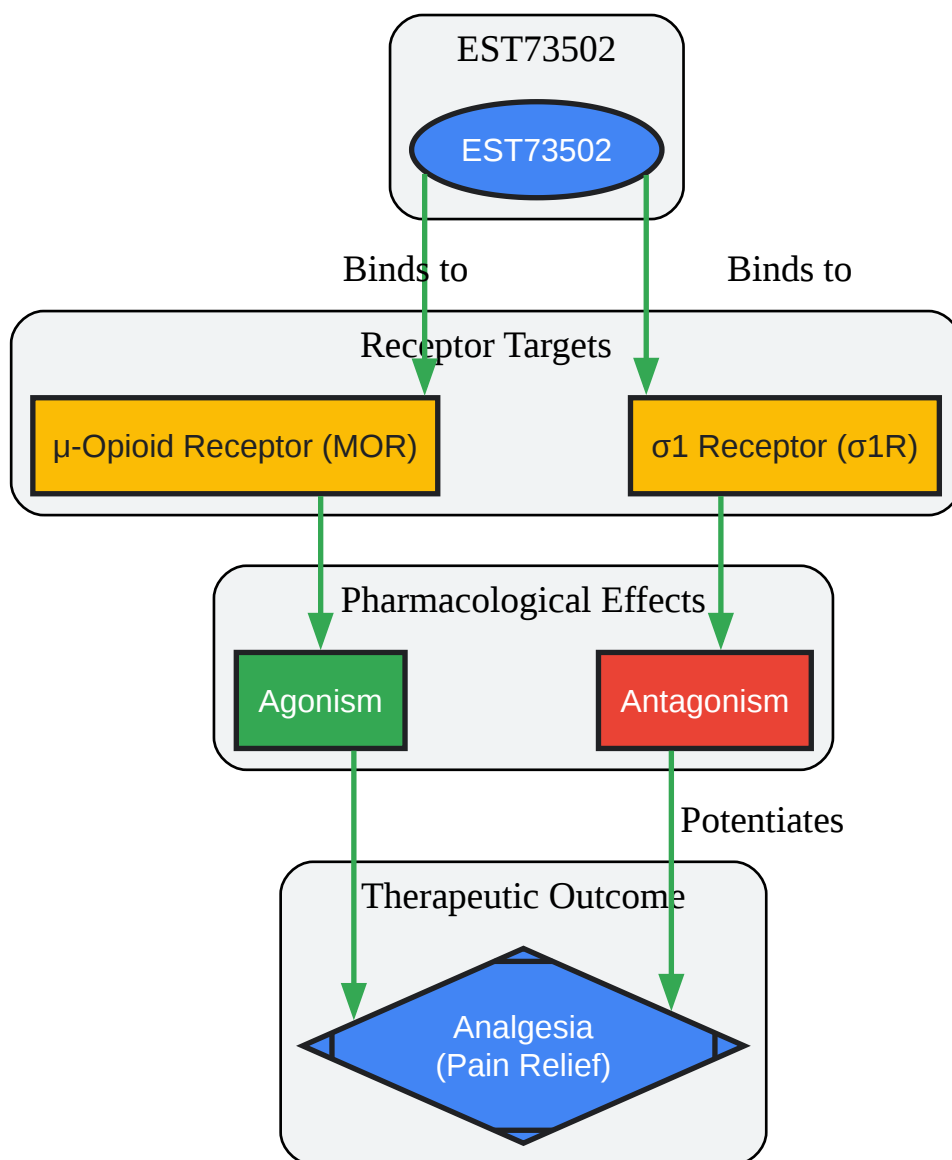 EST73502
EST73502
Binds to
Binds to
Receptor Targets
μ-Opioid Receptor (MOR)
σ1 Receptor (σ1R)
Pharmacological Effects
Agonism
Antagonism
Potentiates
Therapeutic Outcome
Analgesia
(Pain Relief)